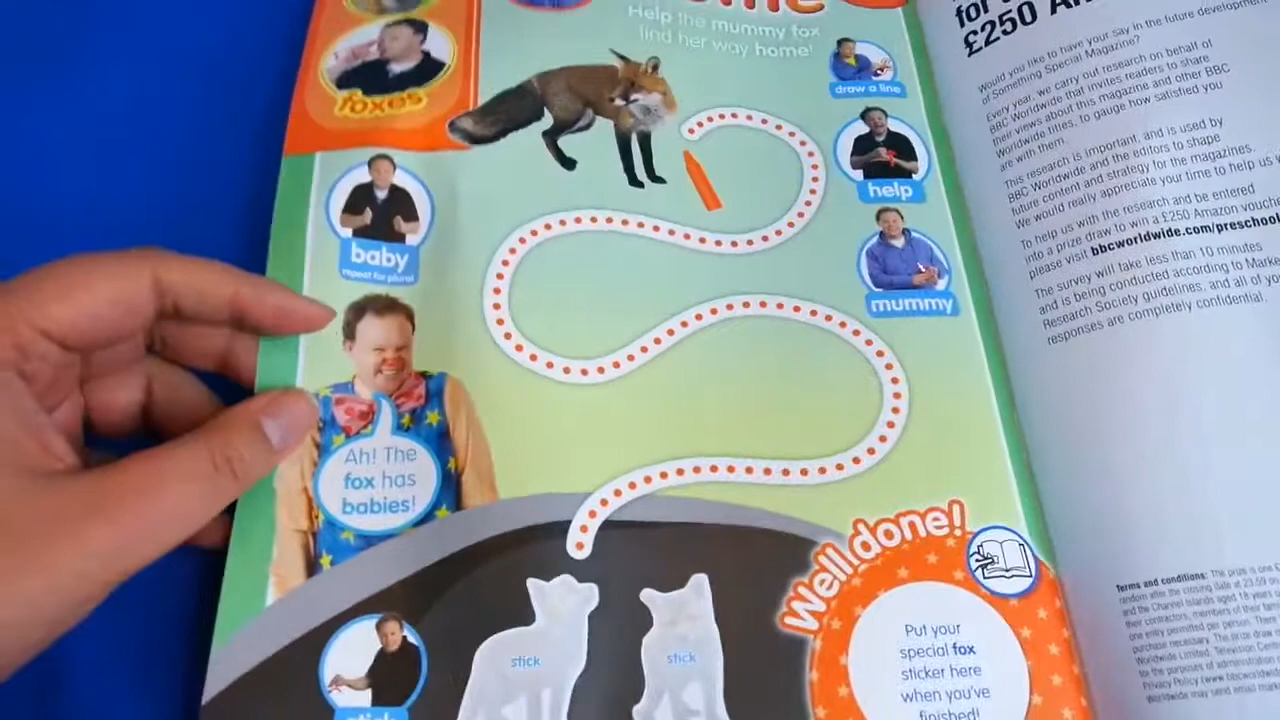 Help the mummy fox
find her way home!
foxes
draw a line
help
mummy
baby
repeat for plural
Ah! The
fox has
babies!
stick
stick
stick
Well done!
Put your
special fox
sticker here
when you've
finished!
£250 Am
Would you like to have your say in the future development
of Something Special Magazine?
Every year, we carry out research on behalf of
BBC Worldwide that invites readers to share
their views about this magazine and other BBC
Worldwide titles, to gauge how satisfied you
are with them.
This research is important, and is used by
BBC Worldwide and the editors to shape
future content and strategy for the magazines.
We would really appreciate your time to help us
To help us with the research and be entered
into a prize draw to win a £250 Amazon vouche
please visit bbcworldwide.com/preschool
The survey will take less than 10 minutes
and is being conducted according to Marke
Research Society guidelines, and all of yo
responses are completely confidential.
Terms and conditions: The prize is one
random after the closing date at 23.59 on
and the Channel Islands aged 18 years
their contractors, members of their fam
one entry permitted per person. There
purchase necessary. The prize draw
Worldwide Limited, Television Cent
for the purposes of administration
Privacy Policy (www.bbcworldwid
Worldwide may send email mark